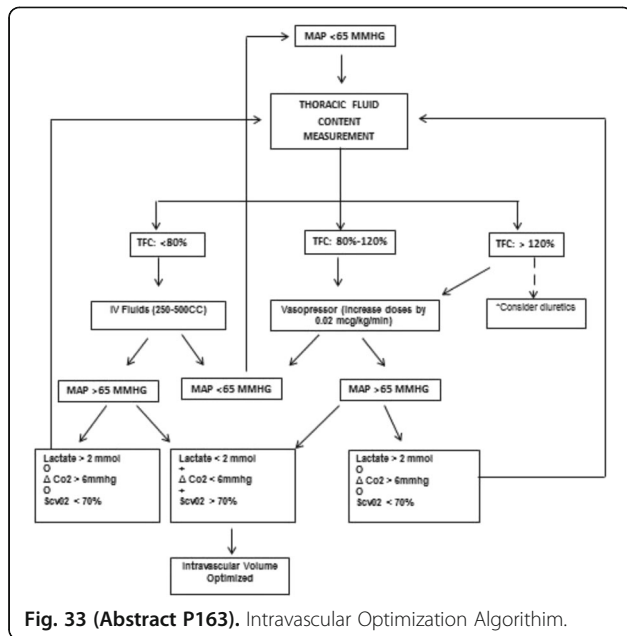 MAP <65 MMHG
THORACIC FLUID
CONTENT
MEASUREMENT
TFC: <80%
TFC: 80%-120%
TFC: > 120%
IV Fluids (250-500CC)
Vasopressor (increase doses by
0.02 mcg/kg/min)
*Consider diuretics
MAP >65 MMHG
MAP <65 MMHG
MAP >65 MMHG
Lactate > 2 mmol
O
Δ Co2 > 6mmhg
O
Scv02 < 70%
Lactate < 2 mmol
+
Δ Co2 < 6mmhg
+
Scv02 > 70%
Lactate > 2 mmol
O
Δ Co2 > 6mmhg
O
Scv02 < 70%
Intravascular Volume
Optimized
Fig. 33 (Abstract P163). Intravascular Optimization Algorithim.